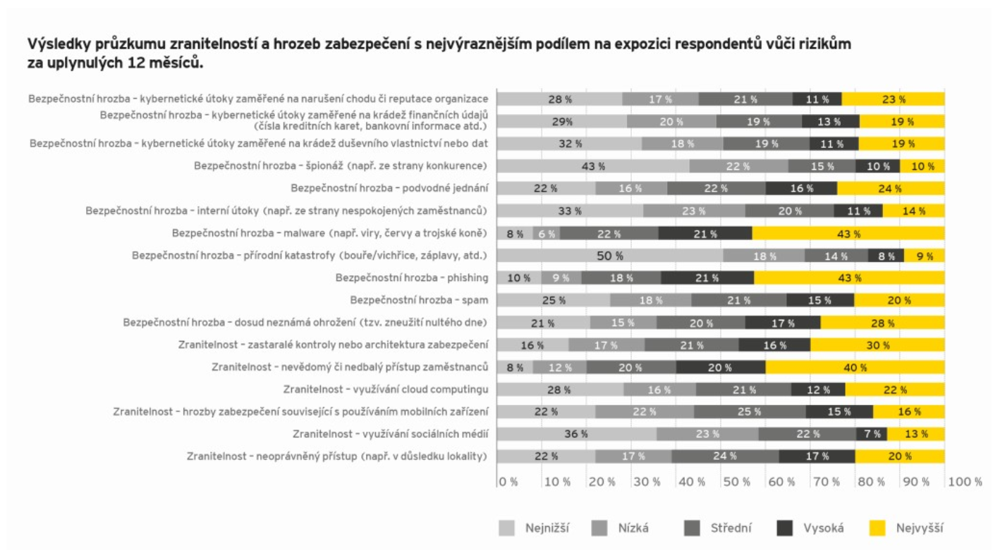 Výsledky průzkumu zranitelností a hrozeb zabezpečení s nejvýraznějším podílem na expozici respondentů vůči rizikům
za uplynulých 12 měsíců.
Bezpečnostní hrozba – kybernetické útoky zaměřené na narušení chodu či reputace organizace 28 % 17 % 21 % 11 % 23 %
Bezpečnostní hrozba – kybernetické útoky zaměřené na krádež finančních údajů
(čísla kreditních karet, bankovní informace atd.) 29% 20 % 19 % 13 % 19 %
Bezpečnostní hrozba – kybernetické útoky zaměřené na krádež duševního vlastnictví nebo dat 32 % 18 % 19 % 11 % 19 %
Bezpečnostní hrozba – špionáž (např. ze strany konkurence) 43 % 22 % 15 % 10 % 10 %
Bezpečnostní hrozba – podvodné jednání 22 % 16 % 22 % 16 % 24 %
Bezpečnostní hrozba – interní útoky (např. ze strany nespokojených zaměstnanců) 33 % 23 % 20 % 11 % 14 %
Bezpečnostní hrozba – malware (např. viry, červy a trojské koně) 8 % 6 % 22 % 21 % 43 %
Bezpečnostní hrozba – přírodní katastrofy (bouře/vichřice, záplavy, atd.) 50 % 18 % 14 % 8 % 9 %
Bezpečnostní hrozba – phishing 10 % 9 % 18 % 21 % 43 %
Bezpečnostní hrozba – spam 25 % 18 % 21 % 15 % 20 %
Bezpečnostní hrozba – dosud neznámá ohrožení (tzv. zneužití nultého dne) 21 % 15 % 20 % 17 % 28 %
Zranitelnost – zastaralé kontroly nebo architektura zabezpečení 16 % 17 % 21 % 16 % 30 %
Zranitelnost – nevědomý či nedbalý přístup zaměstnanců 8 % 12 % 20 % 20 % 40 %
Zranitelnost – využívání cloud computingu 28 % 16 % 21 % 12 % 22 %
Zranitelnost – hrozby zabezpečení související s používáním mobilních zařízení 22 % 22 % 25 % 15 % 16 %
Zranitelnost – využívání sociálních médií 36 % 23 % 22 % 7 % 13 %
Zranitelnost – neoprávněný přístup (např. v důsledku lokality) 22 % 17 % 24 % 17 % 20 %
0 % 10 % 20 % 30 % 40 % 50 % 60 % 70 % 80 % 90 % 100 %
Nejnižší Nízká Střední Vysoká Nejvyšší